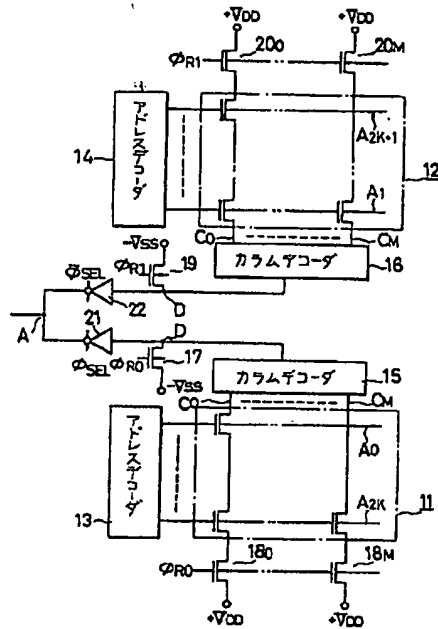 +VDD +VDD
20₀ 20M
φR1
アドレスデコーダ
14
A2K+1
12
A1
C0 CM
-VSS
φR1 19
カラムデコーダ
16
φ̄SEL
22 D
A
21 D
φSEL φR0 17
-VSS
カラムデコーダ
15
C0 CM
アドレスデコーダ
13
A0
A2K
11
φR0 18₀ 18M
+VDD +VDD